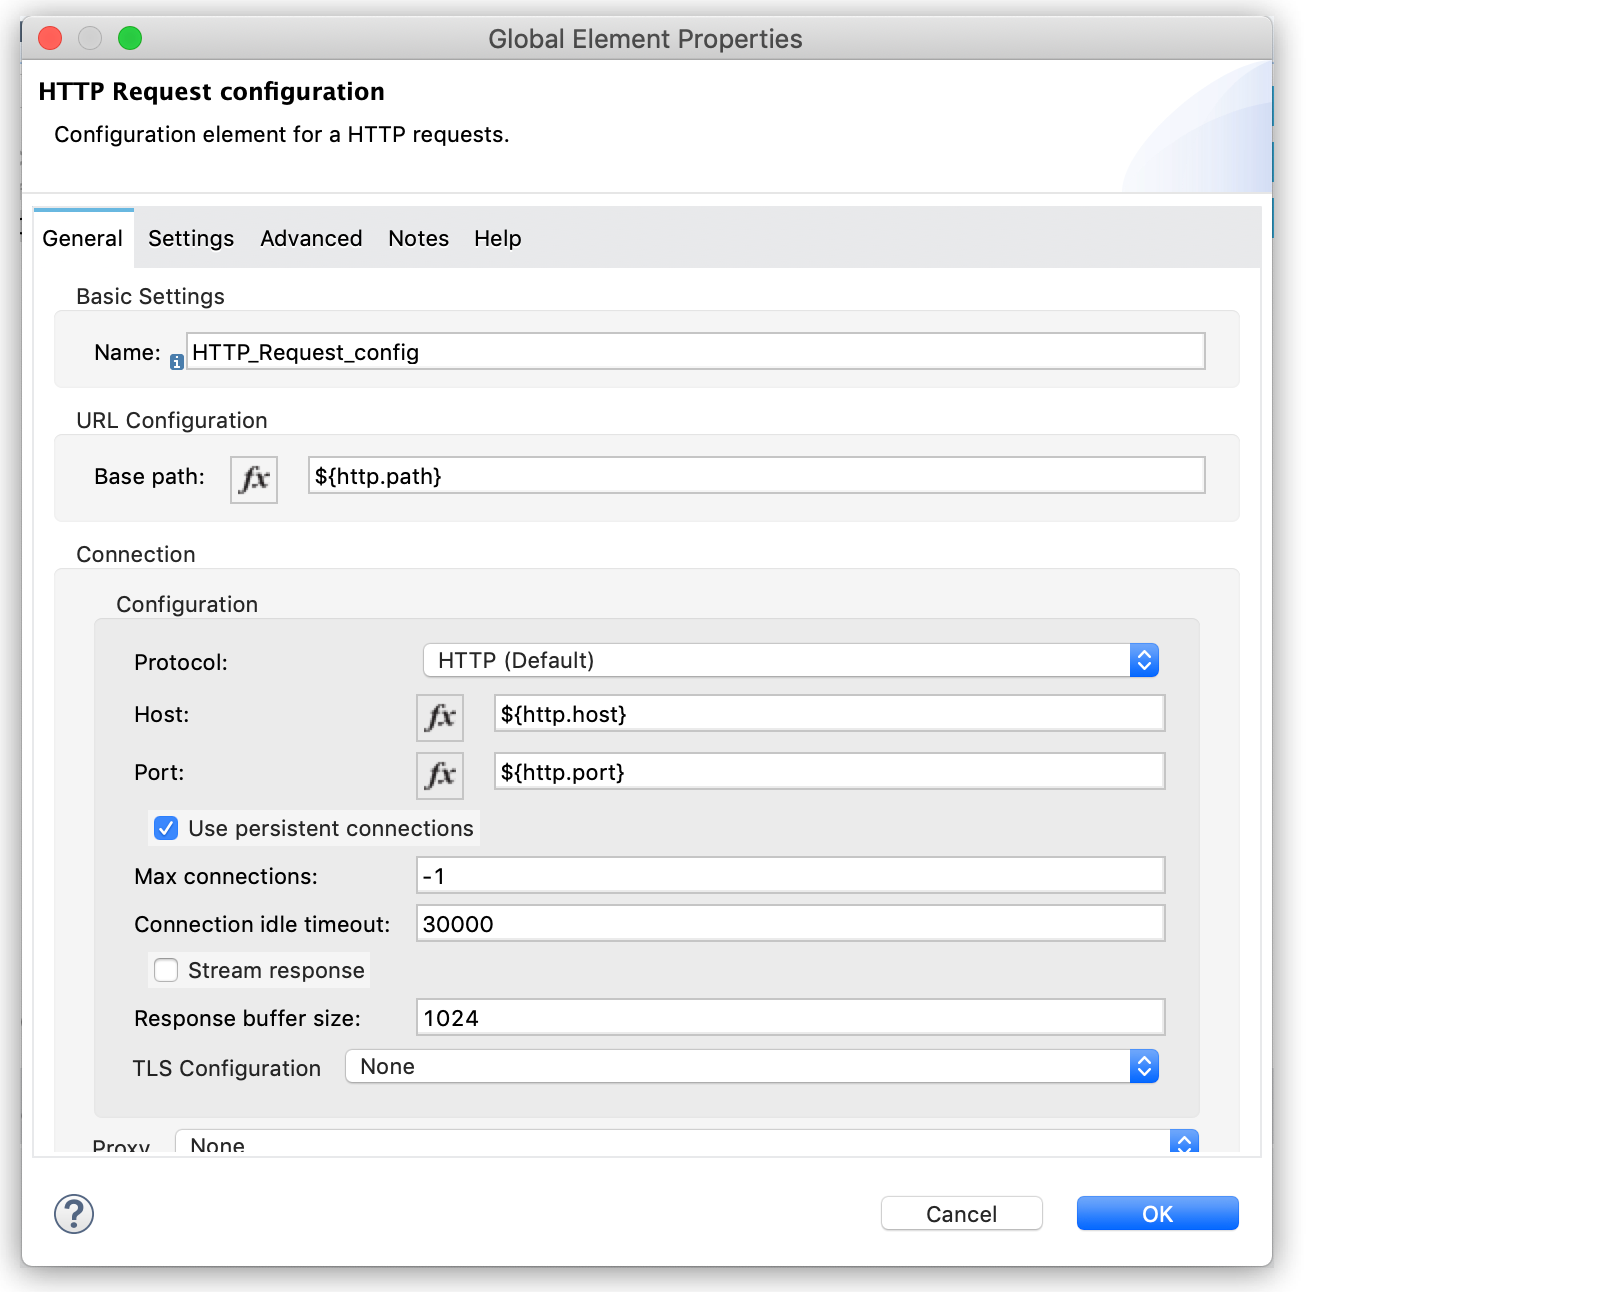 Global Element Properties
HTTP Request configuration
Configuration element for a HTTP requests.
General Settings Advanced Notes Help
Basic Settings
Name: HTTP_Request_config
URL Configuration
Base path: fx ${http.path}
Connection
Configuration
Protocol: HTTP (Default)
Host: fx ${http.host}
Port: fx ${http.port}
Use persistent connections
Max connections: -1
Connection idle timeout: 30000
Stream response
Response buffer size: 1024
TLS Configuration None
Proxy None
? Cancel OK